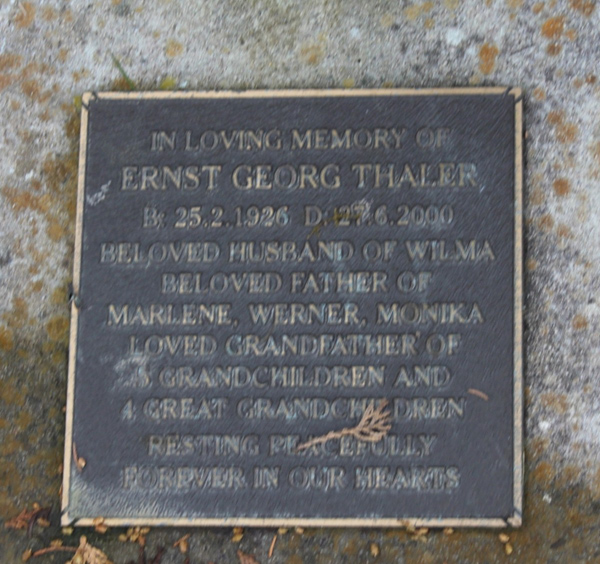 IN LOVING MEMORY OF
ERNST GEORG THALER
B: 25.2.1926 D: 27.6.2000
BELOVED HUSBAND OF WILMA
BELOVED FATHER OF
MARLENE, WERNER, MONIKA
LOVED GRANDFATHER OF
GRANDCHILDREN AND
4 GREAT GRANDCHILDREN
RESTING PEACEFULLY
FOREVER IN OUR HEARTS